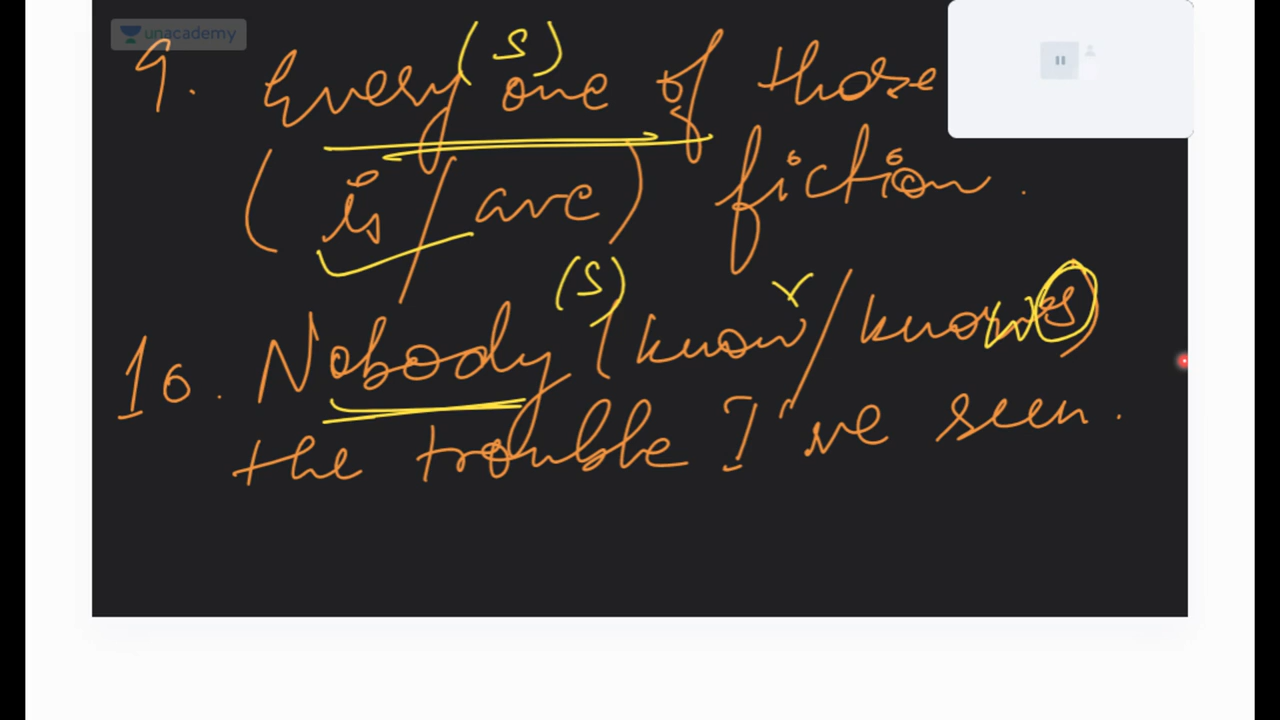 unacademy
(S)
9. Every one of those
(is/are) fiction.
(S)
10. Nobody (know/knows)
the trouble I've seen.